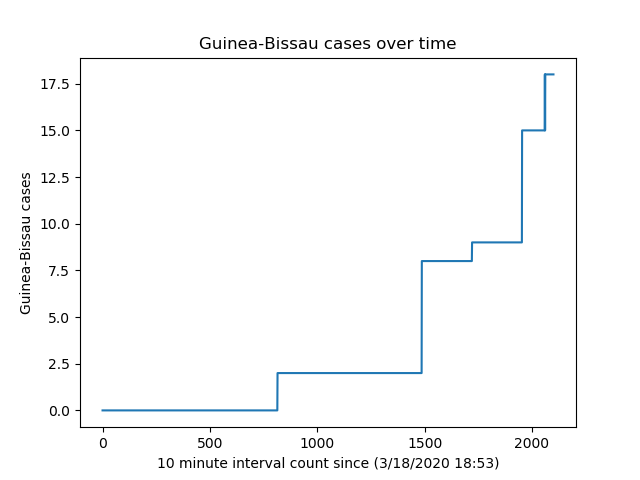 Guinea-Bissau cases over time
17.5
15.0
12.5
10.0
7.5
5.0
2.5
0.0
Guinea-Bissau cases
0 500 1000 1500 2000
10 minute interval count since (3/18/2020 18:53)